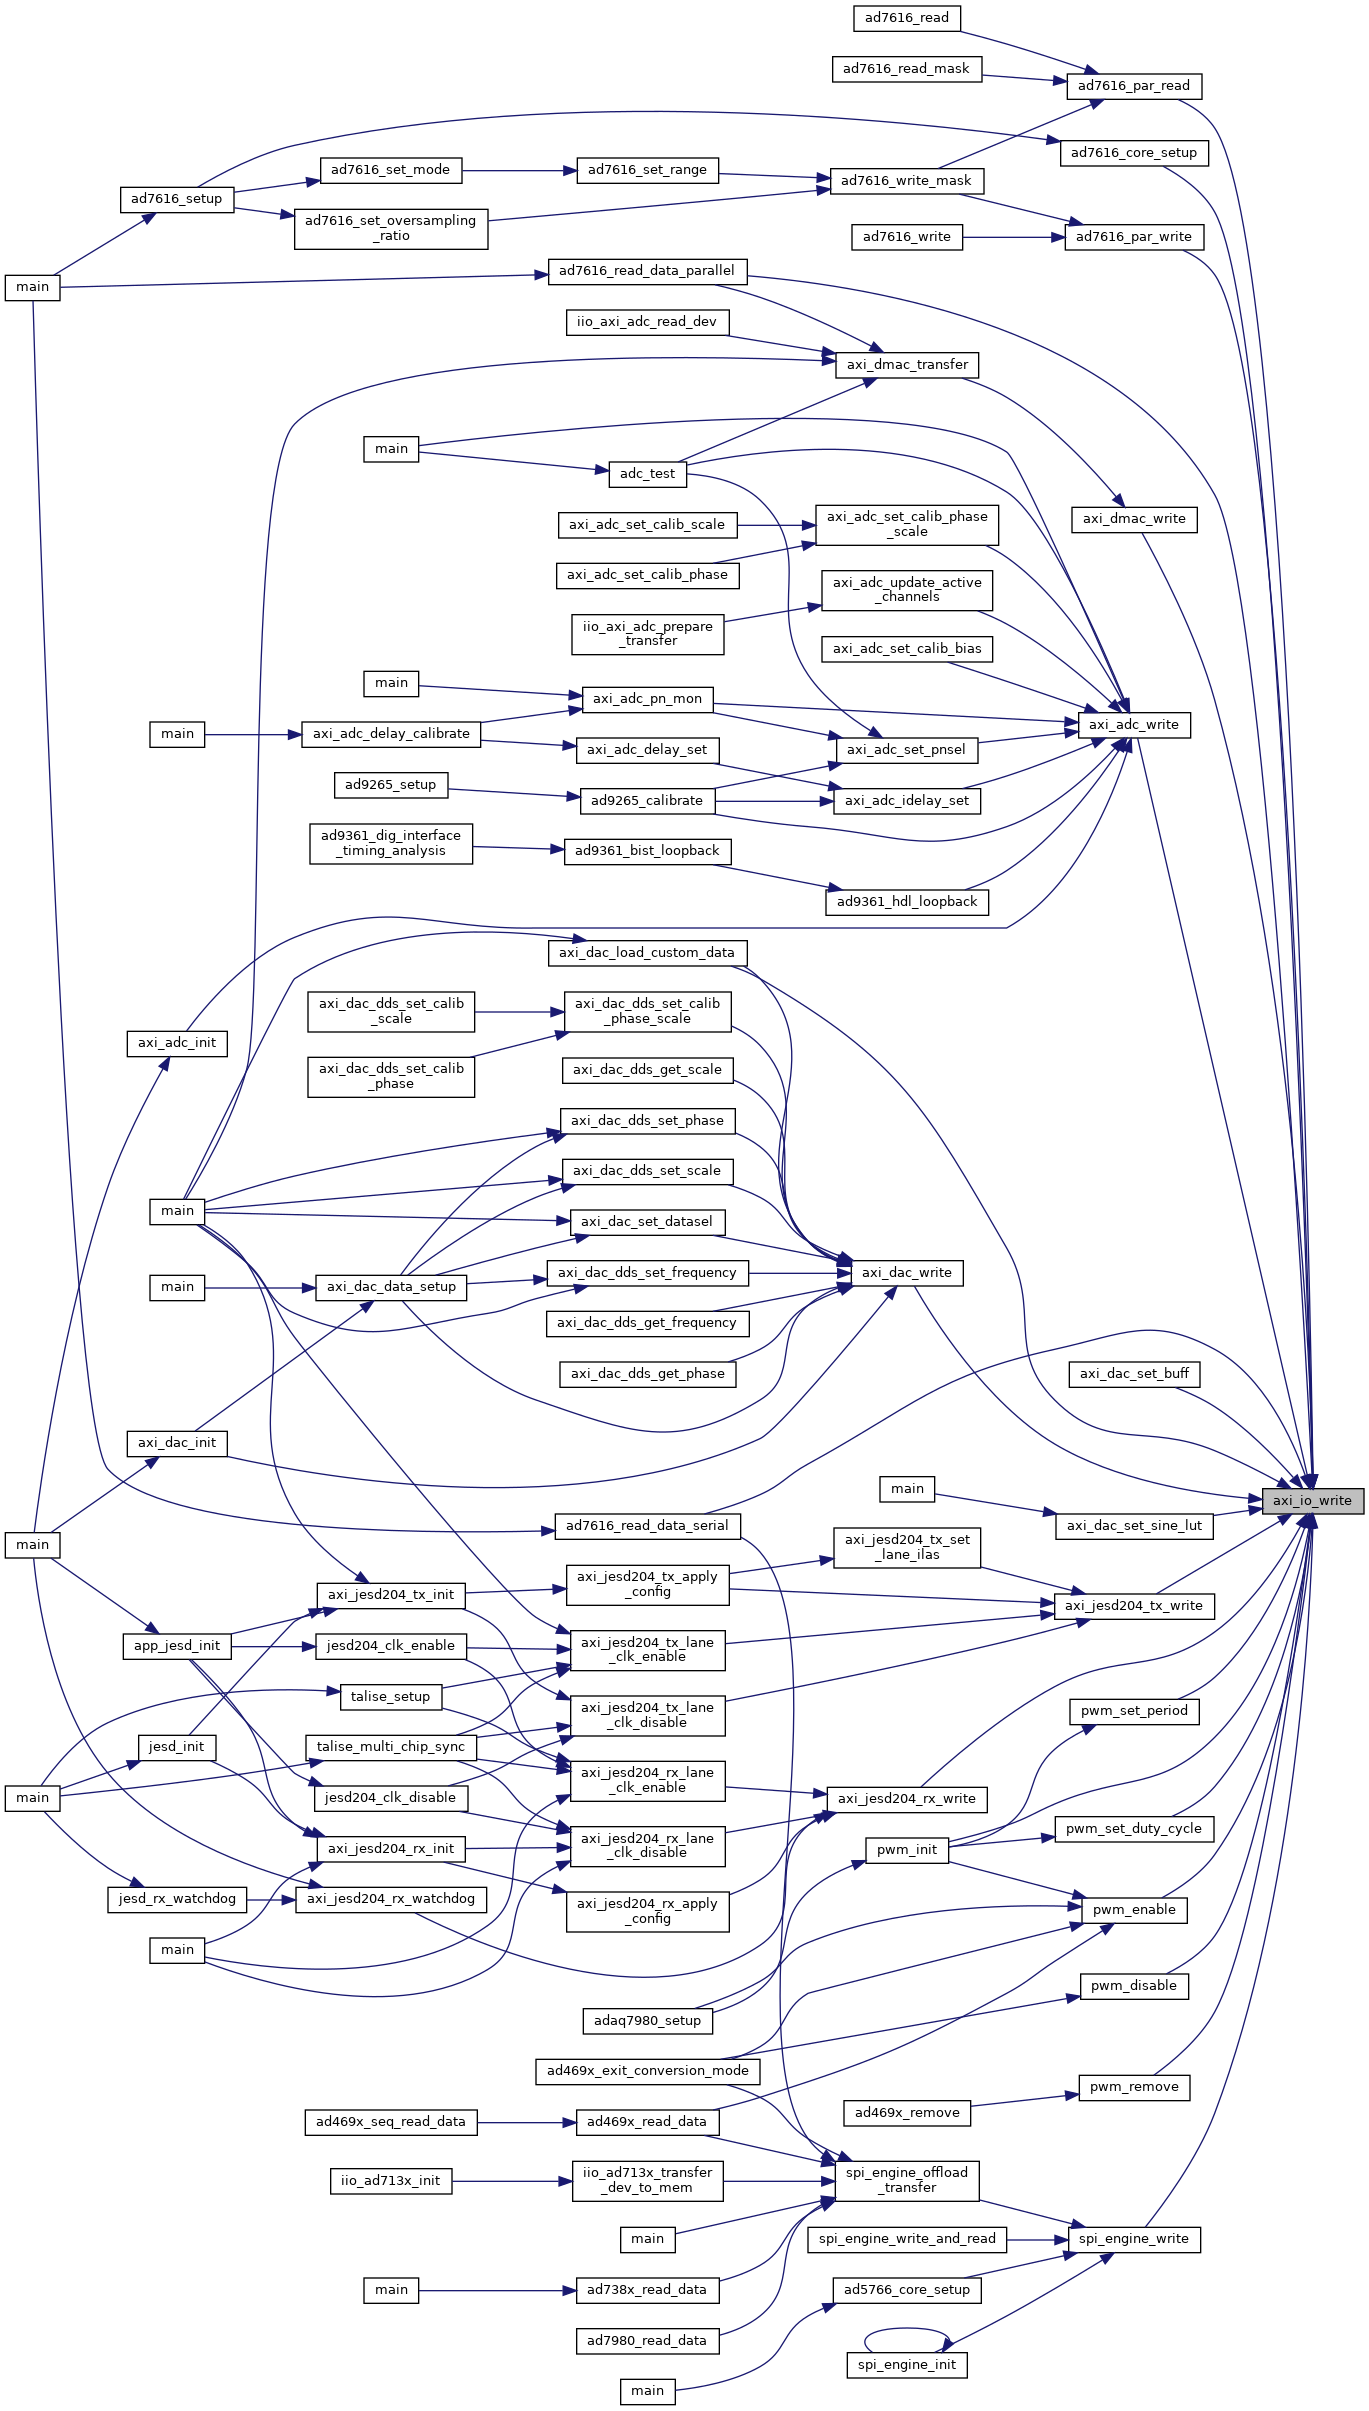 ad7616_read
ad7616_read_mask
ad7616_par_read
ad7616_core_setup
ad7616_set_mode
ad7616_set_range
ad7616_write_mask
ad7616_setup
ad7616_set_oversampling
_ratio
ad7616_write
ad7616_par_write
main
ad7616_read_data_parallel
iio_axi_adc_read_dev
axi_dmac_transfer
main
adc_test
axi_adc_set_calib_scale
axi_adc_set_calib_phase
_scale
axi_dmac_write
axi_adc_set_calib_phase
axi_adc_update_active
_channels
iio_axi_adc_prepare
_transfer
axi_adc_set_calib_bias
main
axi_adc_pn_mon
axi_adc_write
main
axi_adc_delay_calibrate
axi_adc_delay_set
axi_adc_set_pnsel
ad9265_setup
ad9265_calibrate
axi_adc_idelay_set
ad9361_dig_interface
_timing_analysis
ad9361_bist_loopback
ad9361_hdl_loopback
axi_dac_load_custom_data
axi_dac_dds_set_calib
_scale
axi_dac_dds_set_calib
_phase_scale
axi_adc_init
axi_dac_dds_set_calib
_phase
axi_dac_dds_get_scale
axi_dac_dds_set_phase
axi_dac_dds_set_scale
main
axi_dac_set_datasel
main
axi_dac_data_setup
axi_dac_dds_set_frequency
axi_dac_write
axi_dac_dds_get_frequency
axi_dac_dds_get_phase
axi_dac_set_buff
axi_dac_init
main
axi_io_write
ad7616_read_data_serial
axi_dac_set_sine_lut
main
axi_jesd204_tx_set
_lane_ilas
axi_jesd204_tx_init
axi_jesd204_tx_apply
_config
axi_jesd204_tx_write
app_jesd_init
jesd204_clk_enable
axi_jesd204_tx_lane
_clk_enable
talise_setup
axi_jesd204_tx_lane
_clk_disable
pwm_set_period
jesd_init
talise_multi_chip_sync
axi_jesd204_rx_lane
_clk_enable
main
jesd204_clk_disable
axi_jesd204_rx_write
axi_jesd204_rx_init
axi_jesd204_rx_lane
_clk_disable
pwm_init
pwm_set_duty_cycle
jesd_rx_watchdog
axi_jesd204_rx_watchdog
axi_jesd204_rx_apply
_config
pwm_enable
main
pwm_disable
adaq7980_setup
ad469x_exit_conversion_mode
pwm_remove
ad469x_seq_read_data
ad469x_read_data
ad469x_remove
iio_ad713x_init
iio_ad713x_transfer
_dev_to_mem
spi_engine_offload
_transfer
main
spi_engine_write_and_read
spi_engine_write
main
ad738x_read_data
ad5766_core_setup
ad7980_read_data
spi_engine_init
main